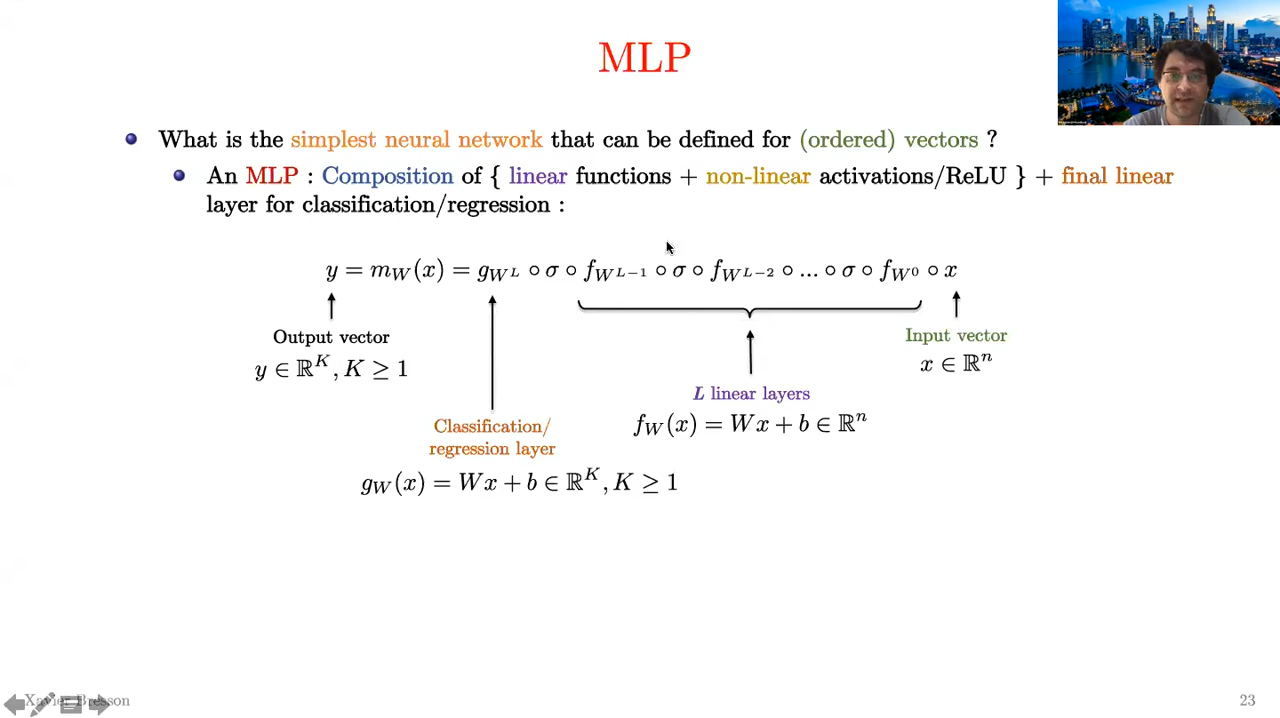 MLP
What is the simplest neural network that can be defined for (ordered) vectors ?
An MLP : Composition of { linear functions + non-linear activations/ReLU } + final linear
layer for classification/regression :
y = m_W(x) = g_{W^L} ∘ σ ∘ f_{W^{L−1}} ∘ σ ∘ f_{W^{L−2}} ∘ ... ∘ σ ∘ f_{W^0} ∘ x
Output vector
y ∈ ℝ^K, K ≥ 1
Classification/
regression layer
g_W(x) = Wx + b ∈ ℝ^K, K ≥ 1
L linear layers
f_W(x) = Wx + b ∈ ℝ^n
Input vector
x ∈ ℝ^n
Xavier Bresson
23